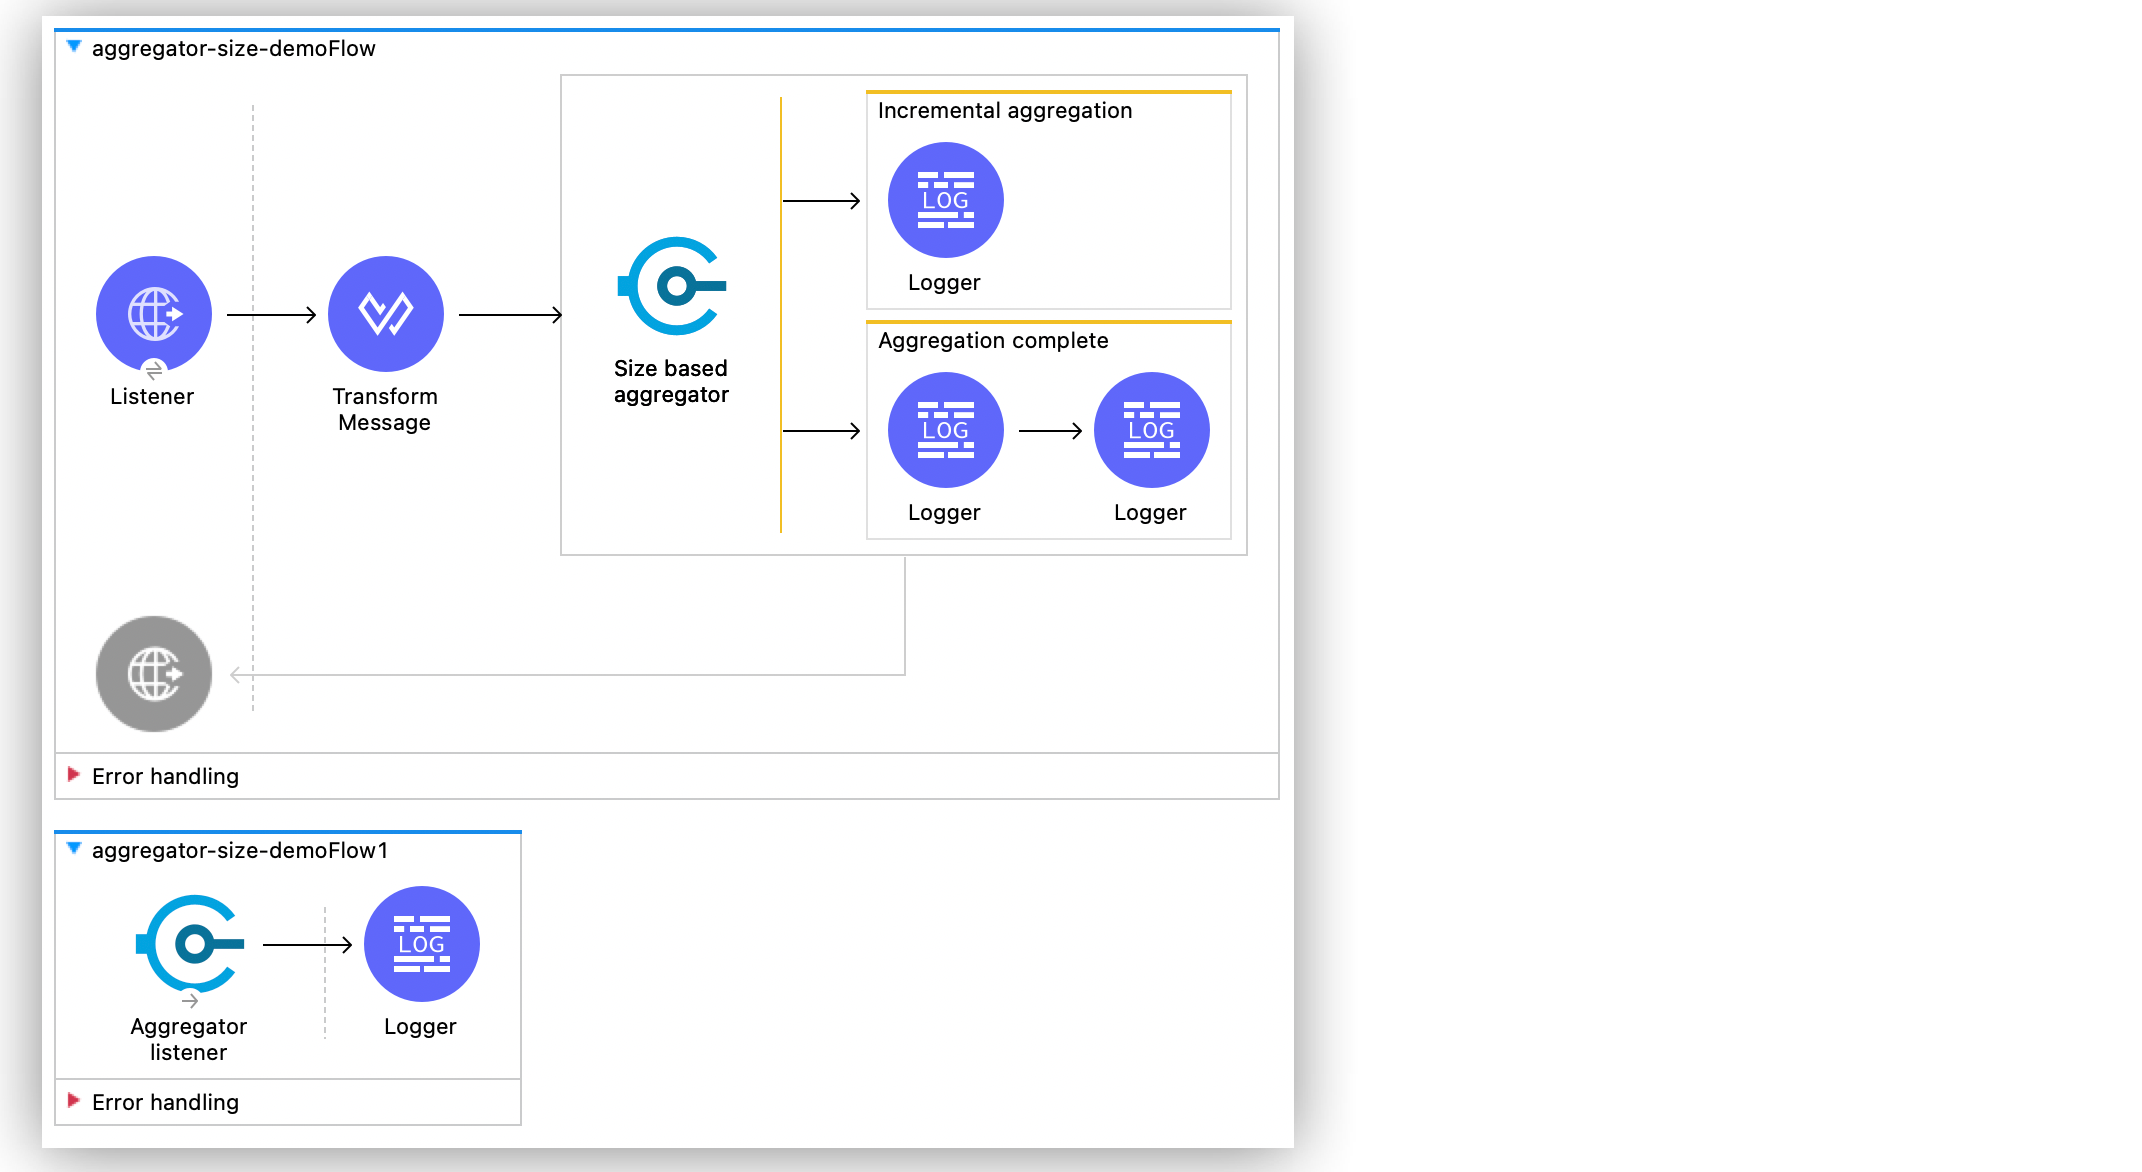 aggregator-size-demoFlow
Incremental aggregation
LOG
Logger
Listener
Transform
Message
Size based
aggregator
Aggregation complete
LOG
LOG
Logger
Logger
Error handling
aggregator-size-demoFlow1
LOG
Aggregator
listener
Logger
Error handling